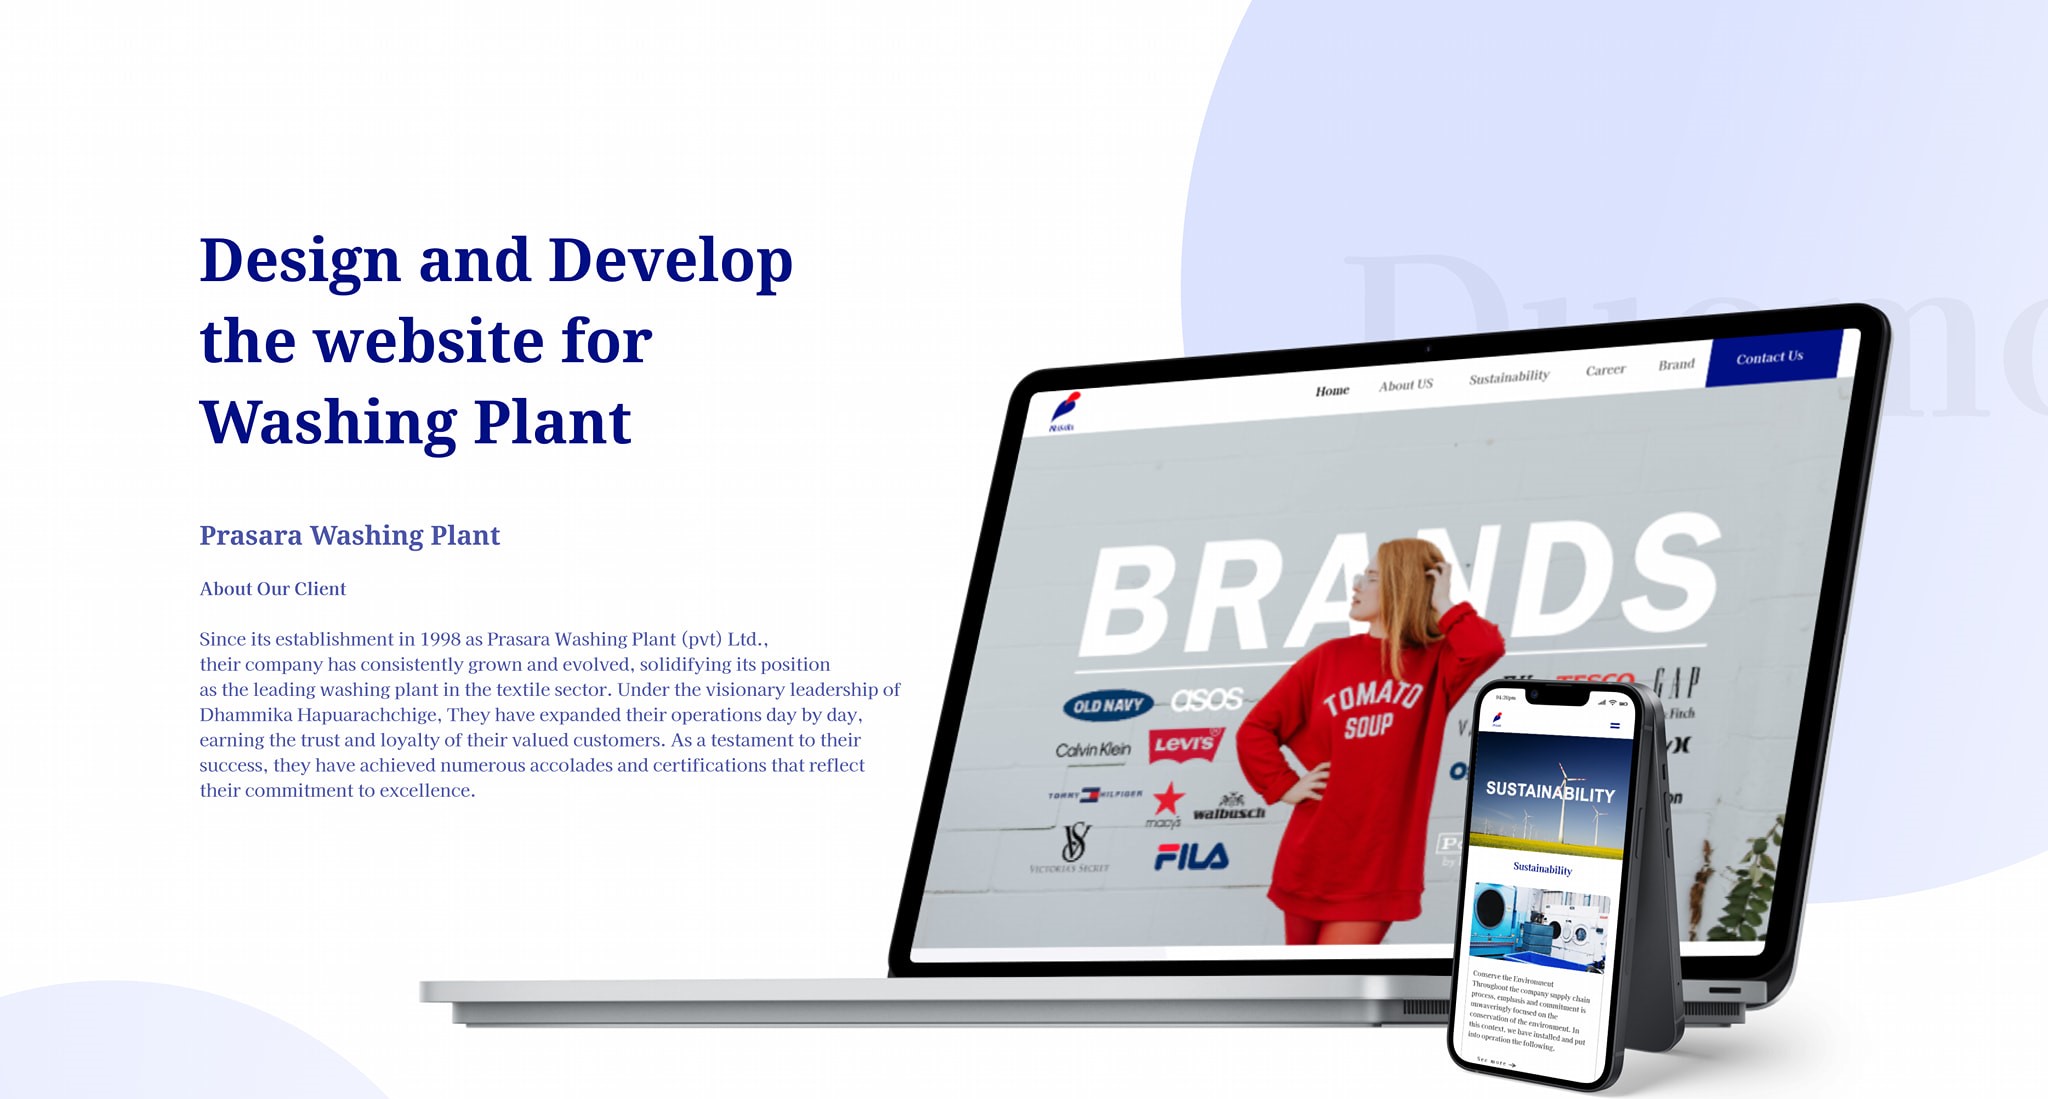 Design and Develop
the website for
Washing Plant
Prasara Washing Plant
About Our Client
Since its establishment in 1998 as Prasara Washing Plant (pvt) Ltd.,
their company has consistently grown and evolved, solidifying its position
as the leading washing plant in the textile sector. Under the visionary leadership of
Dhammika Hapuarachchige, They have expanded their operations day by day,
earning the trust and loyalty of their valued customers. As a testament to their
success, they have achieved numerous accolades and certifications that reflect
their commitment to excellence.
Home About US Sustainability Career Brand Contact Us
BRANDS
OLD NAVY asos
TESCO GAP
& Fitch
Calvin Klein LEVI'S
TOMMY HILFIGER macy's walbusch
VS
VICTORIA'S SECRET FILA
TOMATO
SOUP
SUSTAINABILITY
Sustainability
Conserve the Environment
Throughout the company supply chain
process, emphasis and commitment is
unwaveringly focused on the
conservation of the environment. In
this context, we have installed and put
into operation the following.
See more →